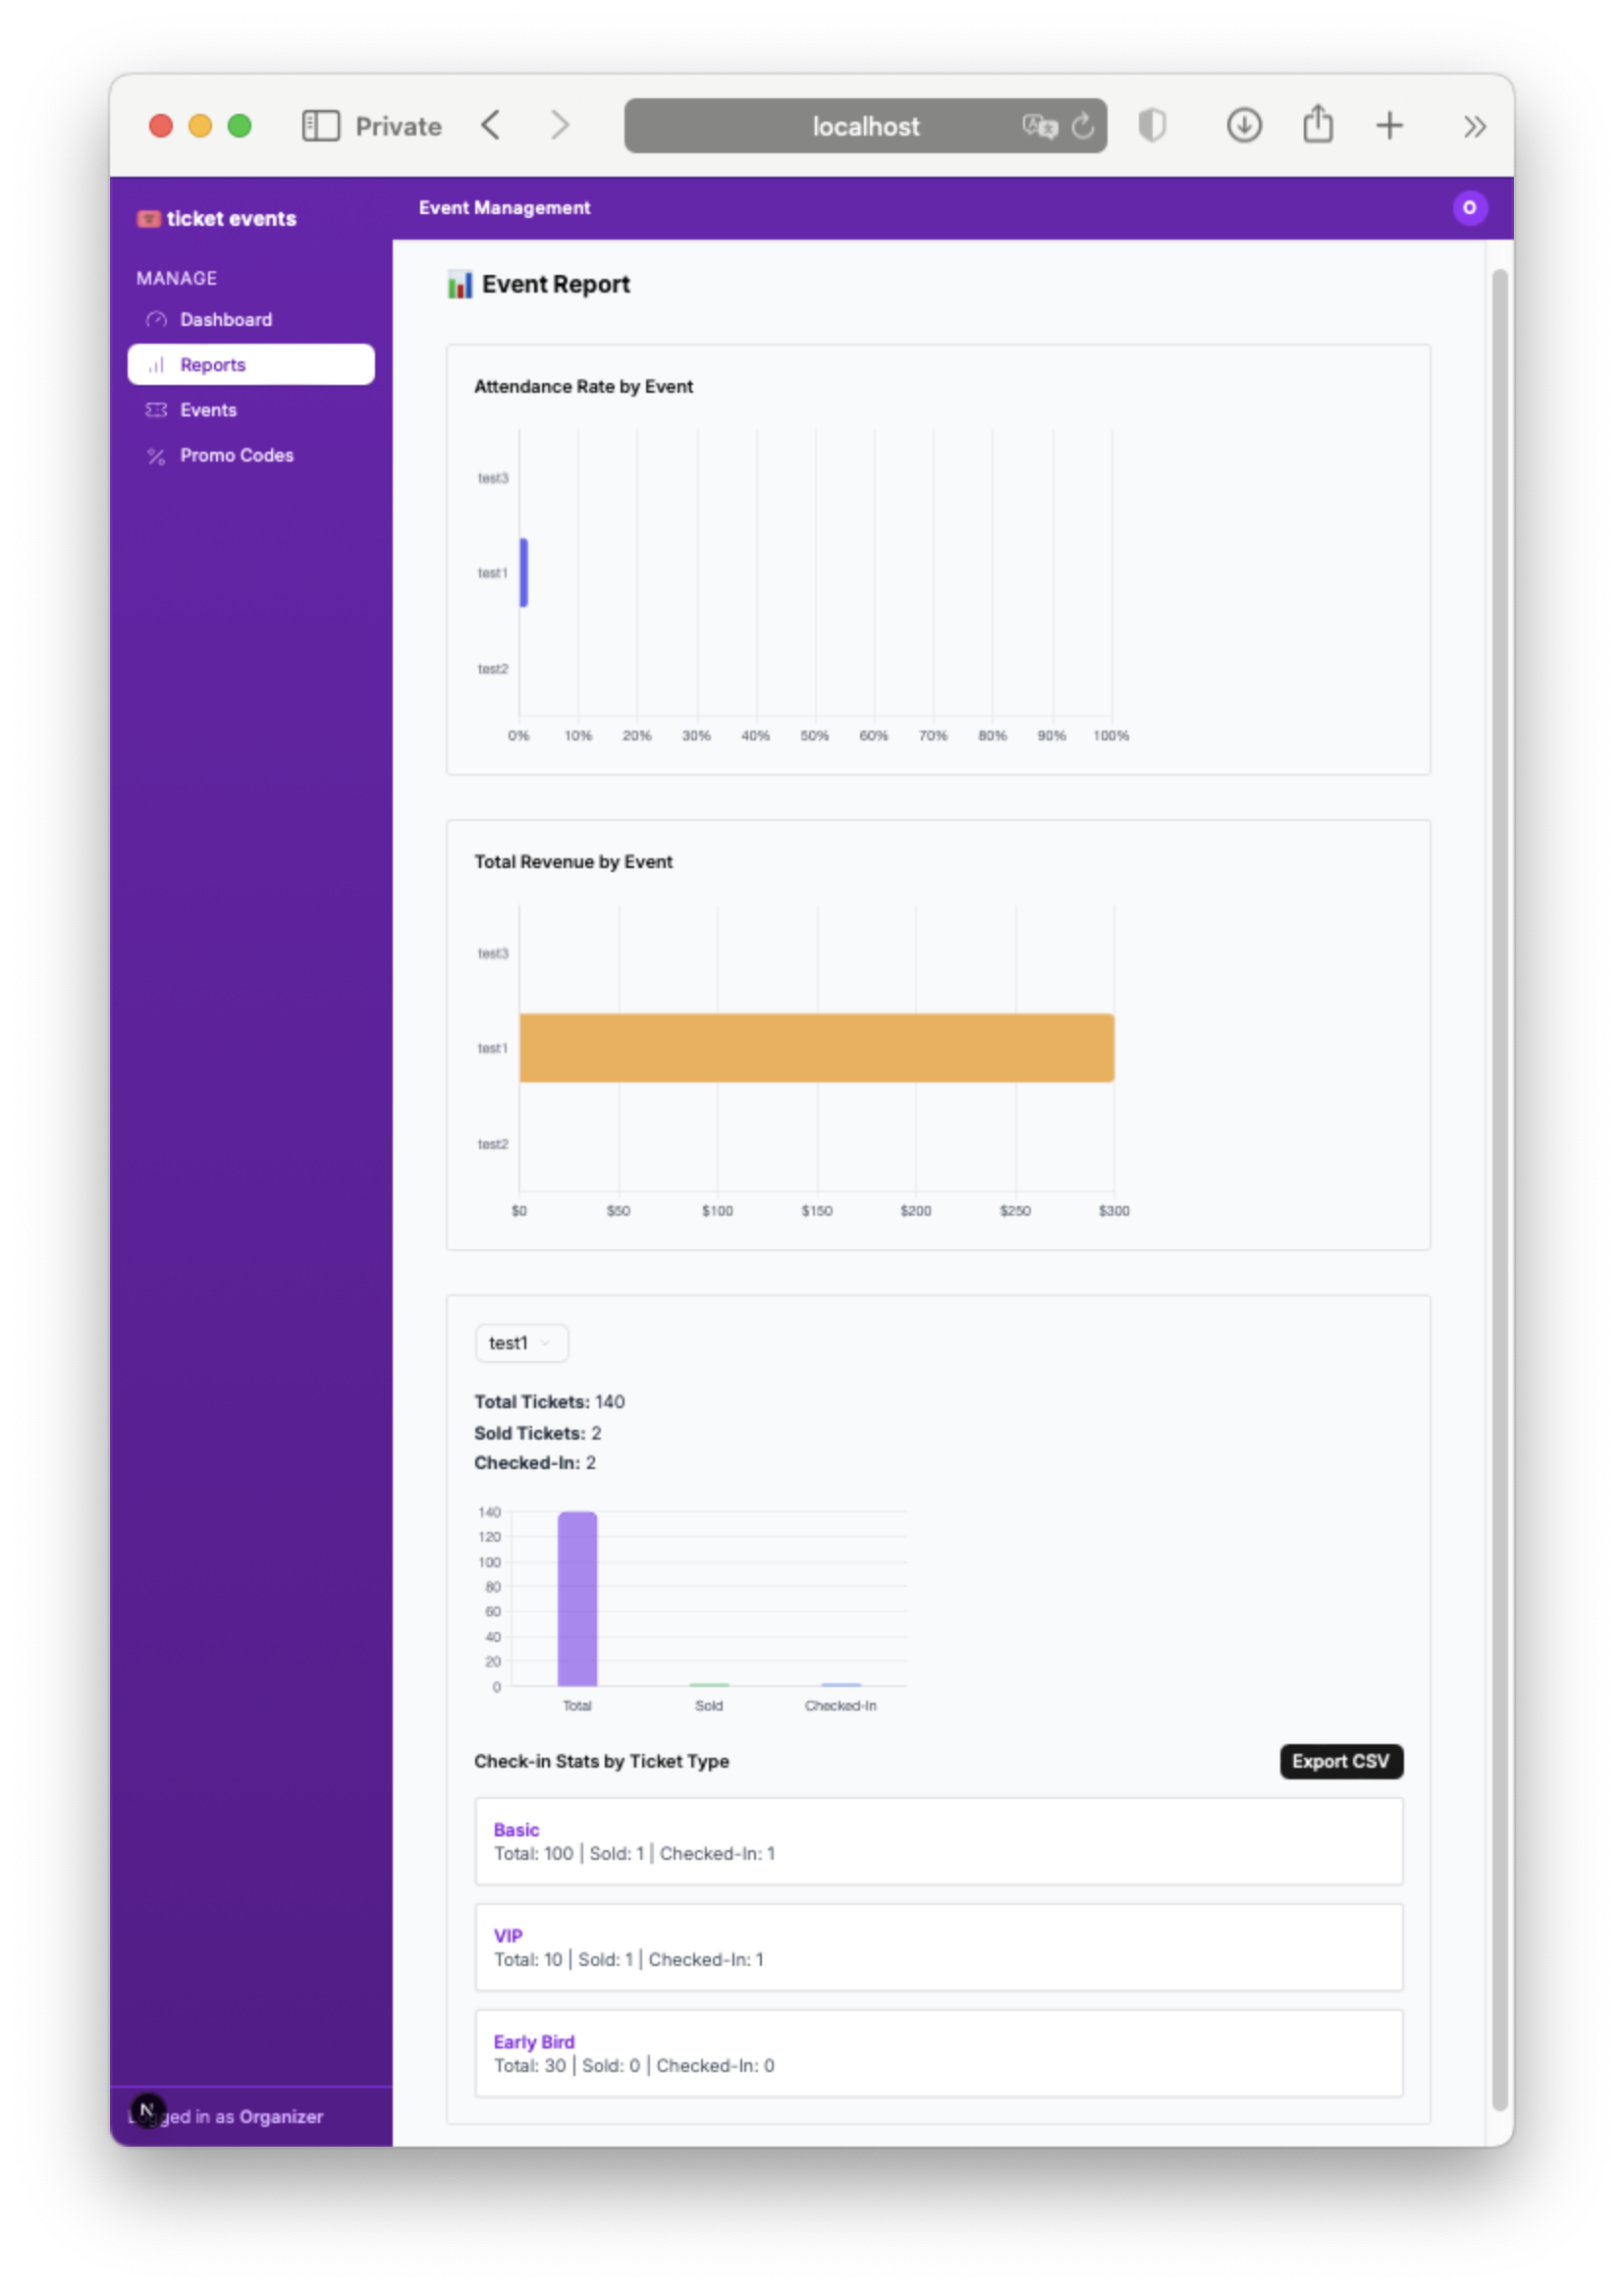 Private
localhost
ticket events
Event Management
O
MANAGE
Dashboard
Reports
Events
Promo Codes
Event Report
Attendance Rate by Event
test3
test1
test2
0% 10% 20% 30% 40% 50% 60% 70% 80% 90% 100%
Total Revenue by Event
test3
test1
test2
$0 $50 $100 $150 $200 $250 $300
test1
Total Tickets: 140
Sold Tickets: 2
Checked-In: 2
140
120
100
80
60
40
20
0
Total Sold Checked-In
Check-in Stats by Ticket Type
Export CSV
Basic
Total: 100 | Sold: 1 | Checked-In: 1
VIP
Total: 10 | Sold: 1 | Checked-In: 1
Early Bird
Total: 30 | Sold: 0 | Checked-In: 0
N
in as Organizer